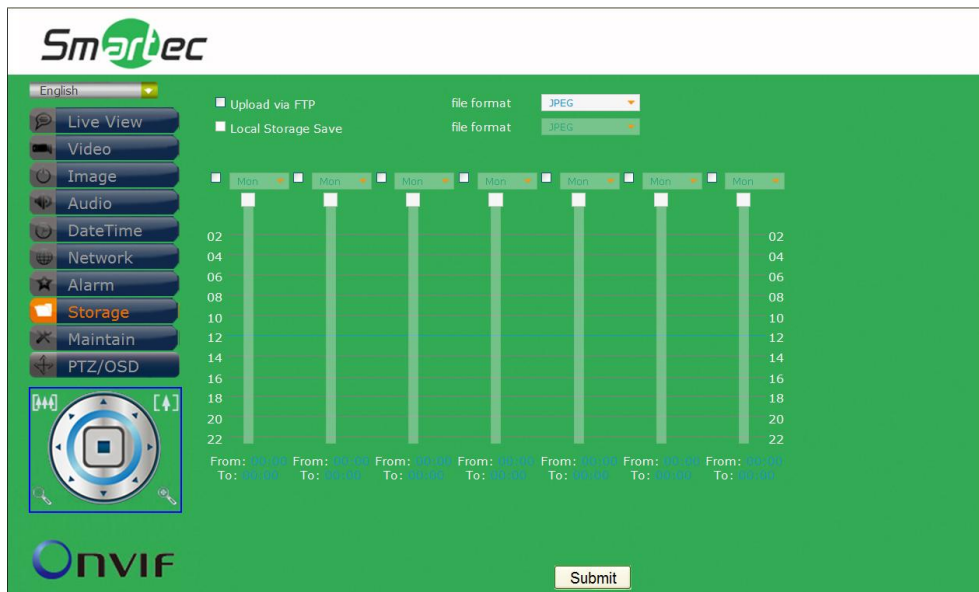 Smartec
English
Live View
Video
Image
Audio
DateTime
Network
Alarm
Storage
Maintain
PTZ/OSD
Onvif
Upload via FTP file format JPEG
Local Storage Save file format JPEG
Mon Mon Mon Mon Mon Mon Mon
02 02
04 04
06 06
08 08
10 10
12 12
14 14
16 16
18 18
20 20
22 22
From: 00:00 From: 00:00 From: 00:00 From: 00:00 From: 00:00 From: 00:00 From: 00:00
To: 00:00 To: 00:00 To: 00:00 To: 00:00 To: 00:00 To: 00:00 To: 00:00
Submit